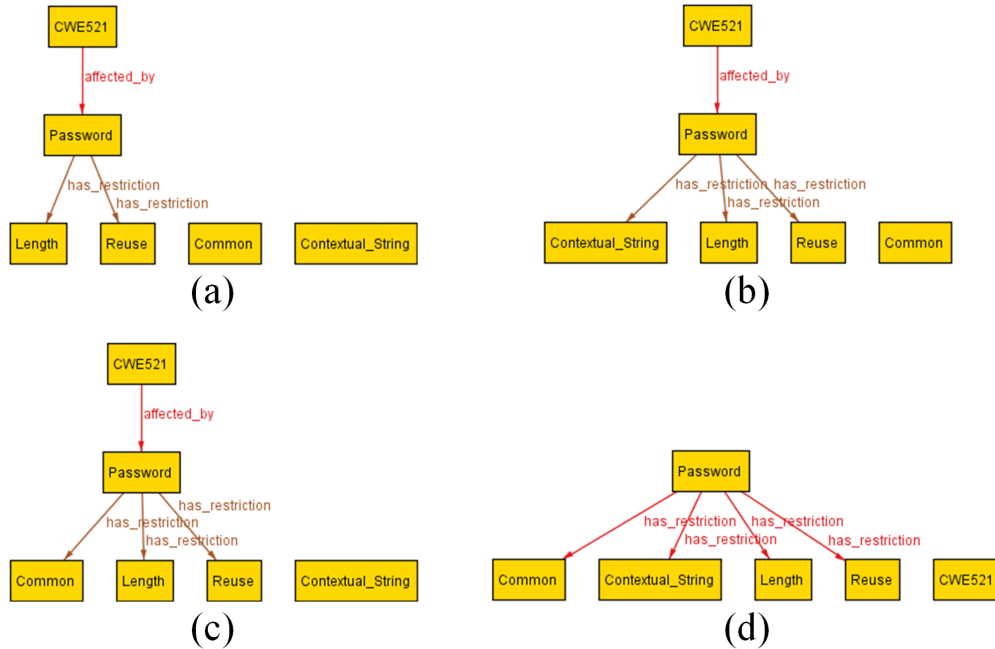 CWE521
affected_by
Password
has_restriction
has_restriction
Length
Reuse
Common
Contextual_String
(a)
CWE521
affected_by
Password
has_restriction
has_restriction
has_restriction
Contextual_String
Length
Reuse
Common
(b)
CWE521
affected_by
Password
has_restriction
has_restriction
has_restriction
Common
Length
Reuse
Contextual_String
(c)
Password
has_restriction
has_restriction
has_restriction
has_restriction
Common
Contextual_String
Length
Reuse
CWE521
(d)